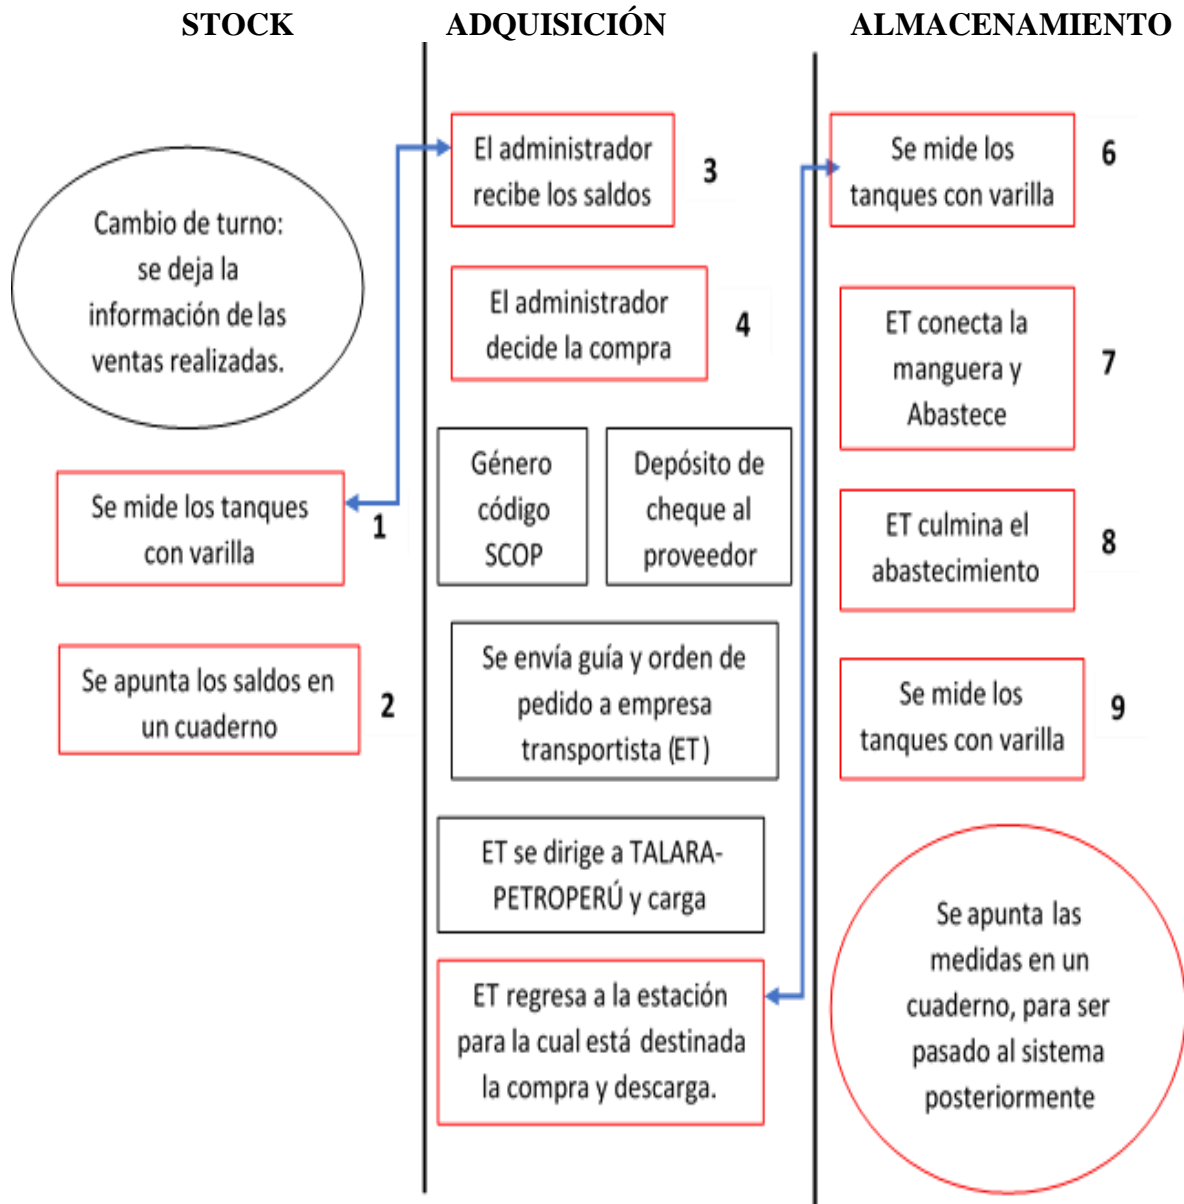 STOCK
ADQUISICIÓN
ALMACENAMIENTO
Cambio de turno:
se deja la
información de las
ventas realizadas.
Se mide los tanques
con varilla
1
Se apunta los saldos en
un cuaderno
2
El administrador
recibe los saldos
3
El administrador
decide la compra
4
Género
código
SCOP
Depósito de
cheque al
proveedor
Se envía guía y orden de
pedido a empresa
transportista (ET)
ET se dirige a TALARA-
PETROPERÚ y carga
ET regresa a la estación
para la cual está destinada
la compra y descarga.
Se mide los
tanques con varilla
6
ET conecta la
manguera y
Abastece
7
ET culmina el
abastecimiento
8
Se mide los
tanques con varilla
9
Se apunta las
medidas en un
cuaderno, para ser
pasado al sistema
posteriormente